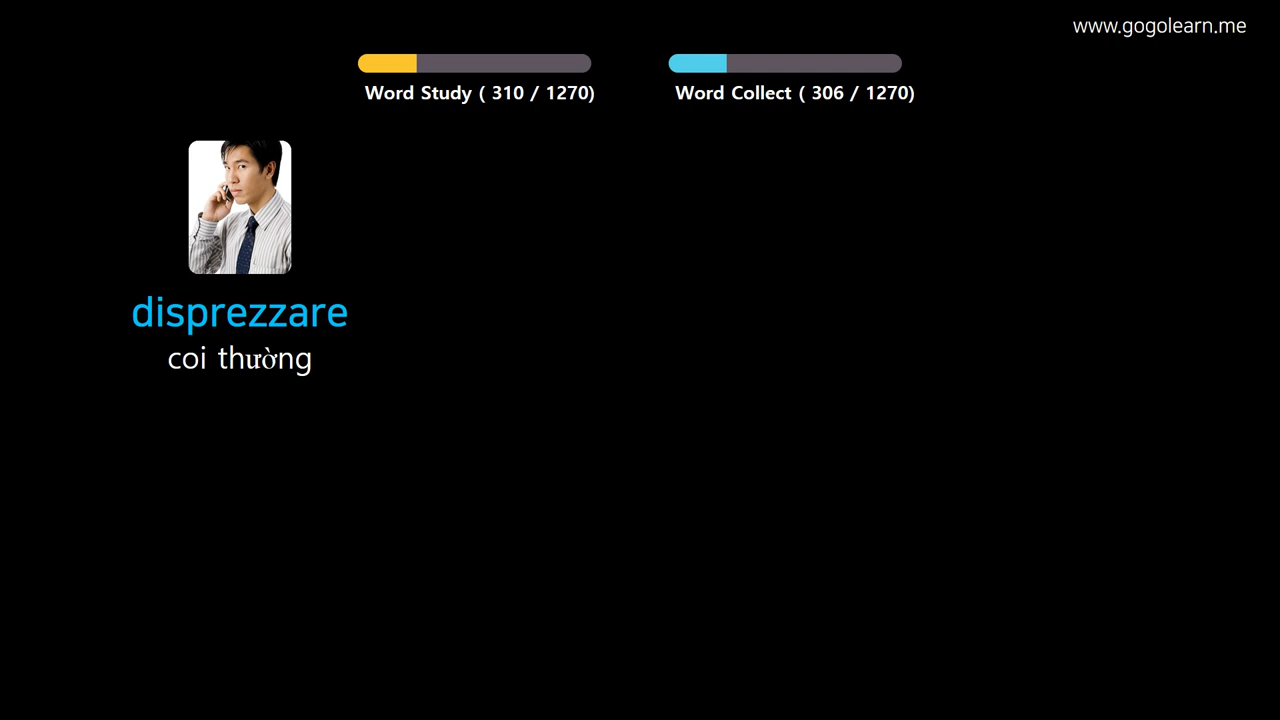 www.gogolearn.me
Word Study ( 310 / 1270)
Word Collect ( 306 / 1270)
disprezzare
coi thường